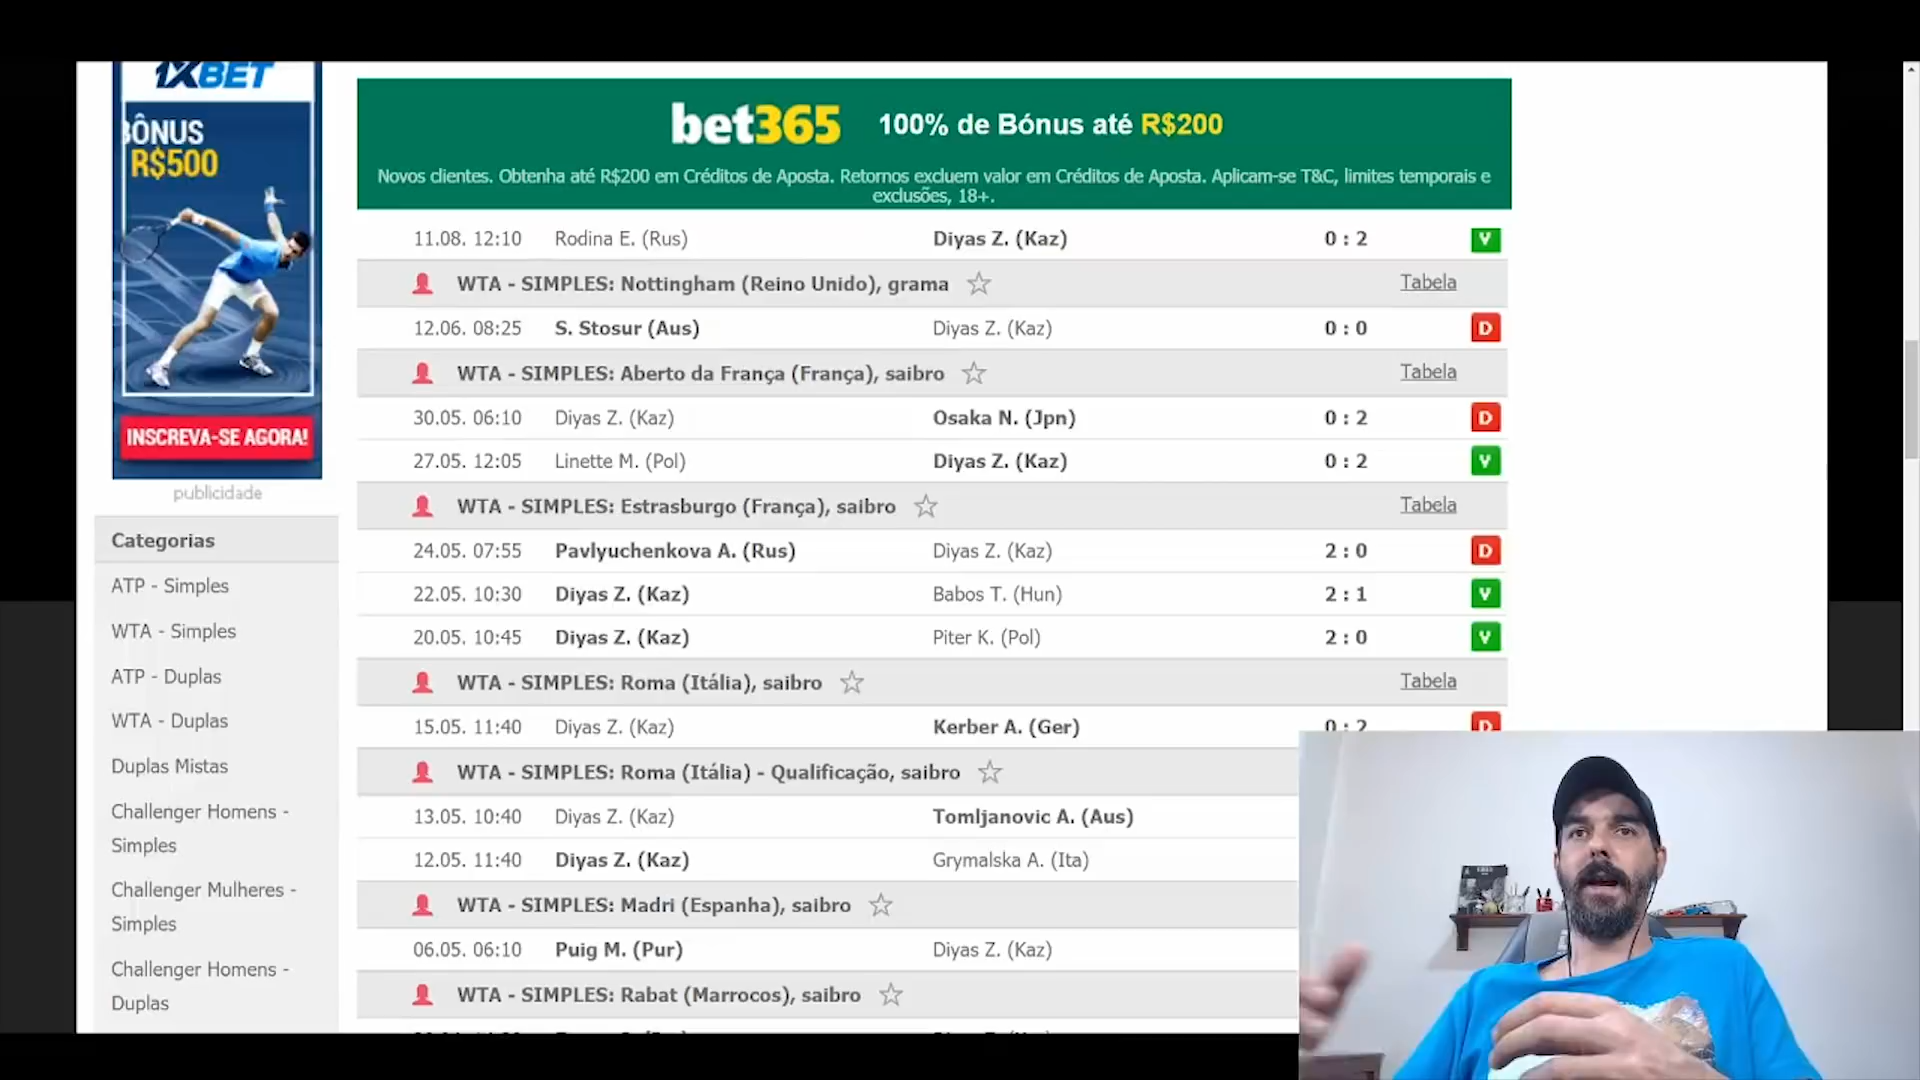 1XBET
BÔNUS
R$500
INSCREVA-SE AGORA!
publicidade
Categorias
ATP - Simples
WTA - Simples
ATP - Duplas
WTA - Duplas
Duplas Mistas
Challenger Homens -
Simples
Challenger Mulheres -
Simples
Challenger Homens -
Duplas
bet365 100% de Bónus até R$200
Novos clientes. Obtenha até R$200 em Créditos de Aposta. Retornos excluem valor em Créditos de Aposta. Aplicam-se T&C, limites temporais e
exclusões, 18+.
11.08. 12:10 Rodina E. (Rus) Diyas Z. (Kaz) 0 : 2 V
WTA - SIMPLES: Nottingham (Reino Unido), grama Tabela
12.06. 08:25 S. Stosur (Aus) Diyas Z. (Kaz) 0 : 0 D
WTA - SIMPLES: Aberto da França (França), saibro Tabela
30.05. 06:10 Diyas Z. (Kaz) Osaka N. (Jpn) 0 : 2 D
27.05. 12:05 Linette M. (Pol) Diyas Z. (Kaz) 0 : 2 V
WTA - SIMPLES: Estrasburgo (França), saibro Tabela
24.05. 07:55 Pavlyuchenkova A. (Rus) Diyas Z. (Kaz) 2 : 0 D
22.05. 10:30 Diyas Z. (Kaz) Babos T. (Hun) 2 : 1 V
20.05. 10:45 Diyas Z. (Kaz) Piter K. (Pol) 2 : 0 V
WTA - SIMPLES: Roma (Itália), saibro Tabela
15.05. 11:40 Diyas Z. (Kaz) Kerber A. (Ger) 0 : 2 D
WTA - SIMPLES: Roma (Itália) - Qualificação, saibro
13.05. 10:40 Diyas Z. (Kaz) Tomljanovic A. (Aus)
12.05. 11:40 Diyas Z. (Kaz) Grymalska A. (Ita)
WTA - SIMPLES: Madri (Espanha), saibro
06.05. 06:10 Puig M. (Pur) Diyas Z. (Kaz)
WTA - SIMPLES: Rabat (Marrocos), saibro